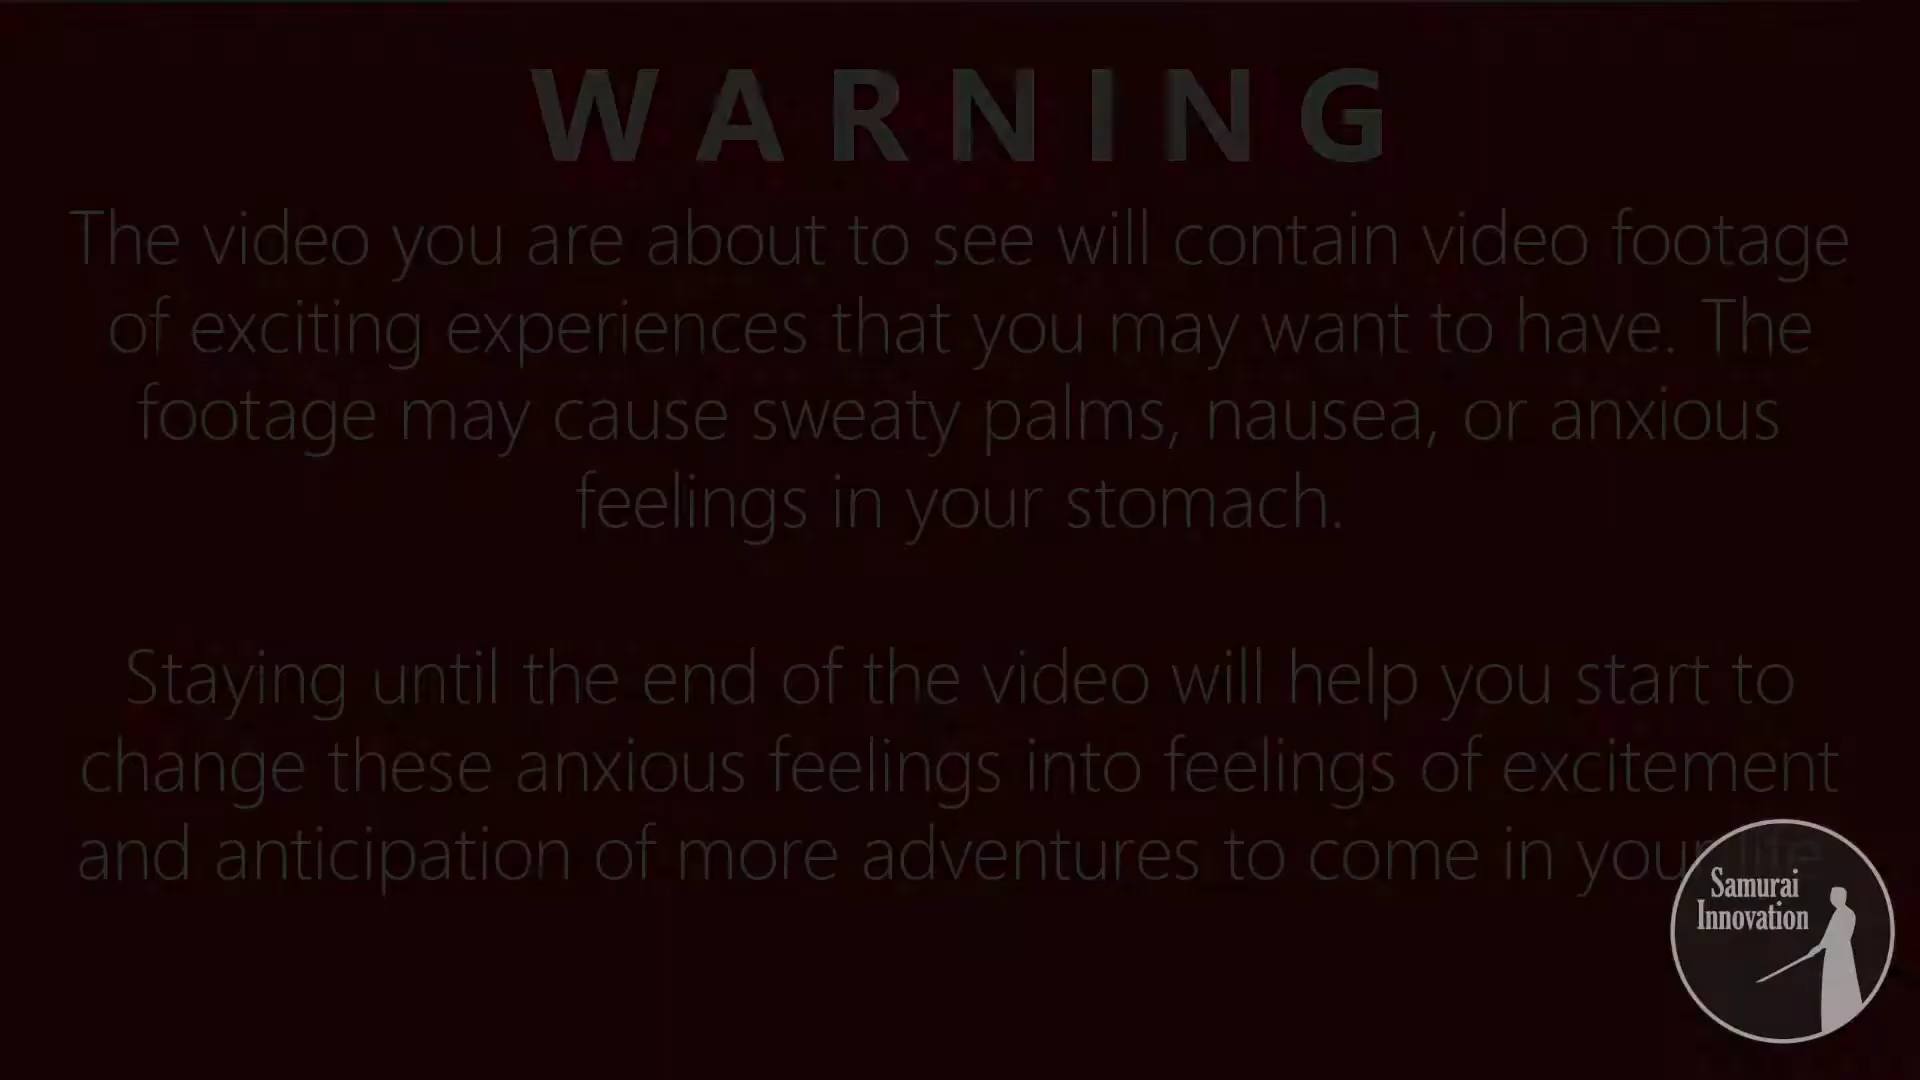 WARNING
The video you are about to see will contain video footage
of exciting experiences that you may want to have. The
footage may cause sweaty palms, nausea, or anxious
feelings in your stomach.
Staying until the end of the video will help you start to
change these anxious feelings into feelings of excitement
and anticipation of more adventures to come in your life
Samurai
Innovation